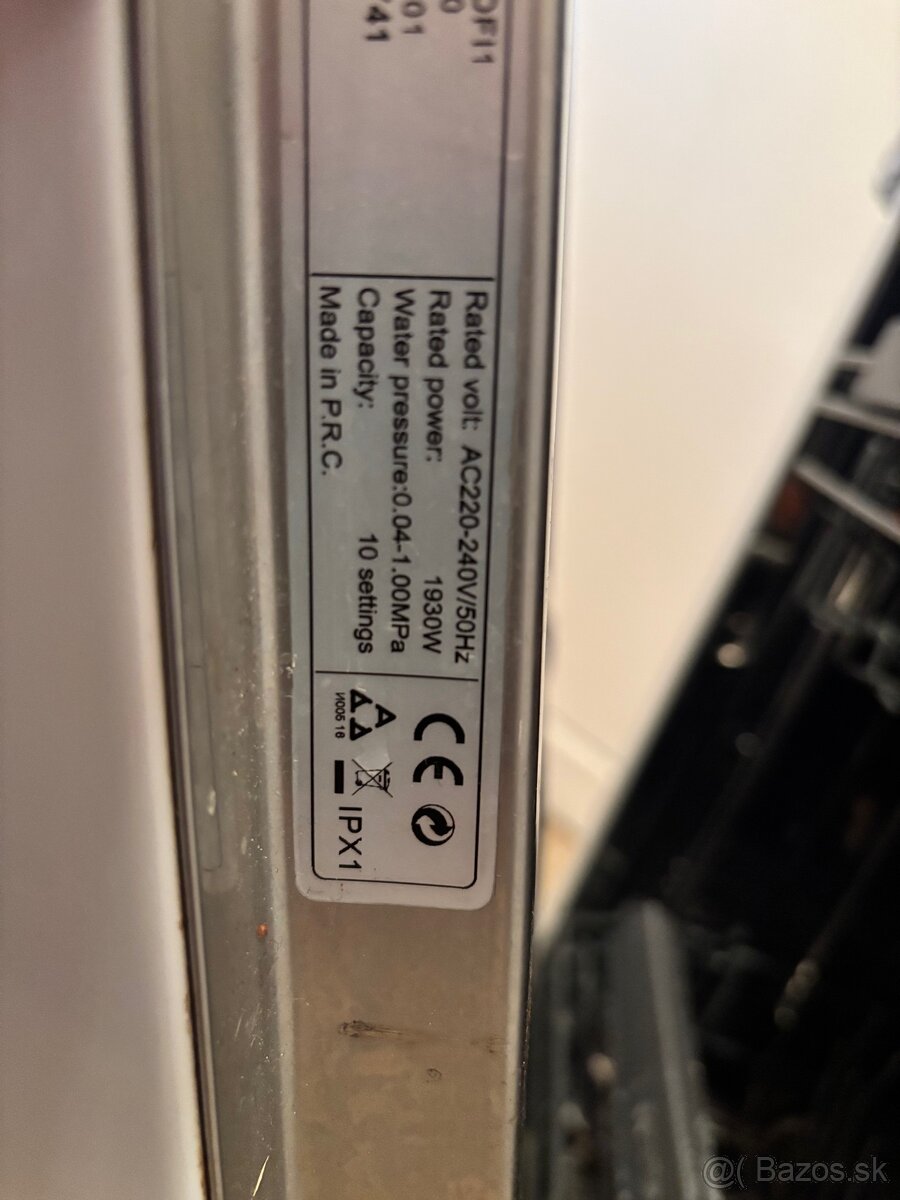 DFI1
0
01
41
Rated volt: AC220-240V/50Hz
Rated power: 1930W
Water pressure:0.04-1.00MPa
Capacity: 10 settings
Made in P.R.C.
CE
IPX1
@( Bazos.sk